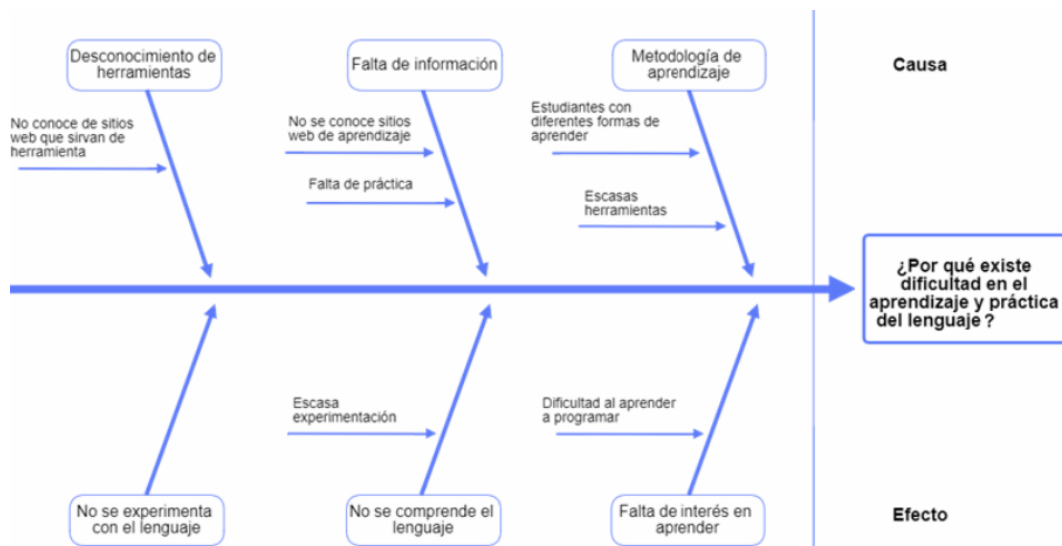 Desconocimiento de
herramientas
Falta de información
Metodología de
aprendizaje
Causa
No conoce de sitios
web que sirvan de
herramienta
No se conoce sitios
web de aprendizaje
Falta de práctica
Estudiantes con
diferentes formas de
aprender
Escasas
herramientas
¿Por qué existe
dificultad en el
aprendizaje y práctica
del lenguaje ?
Escasa
experimentación
Dificultad al aprender
a programar
No se experimenta
con el lenguaje
No se comprende el
lenguaje
Falta de interés en
aprender
Efecto